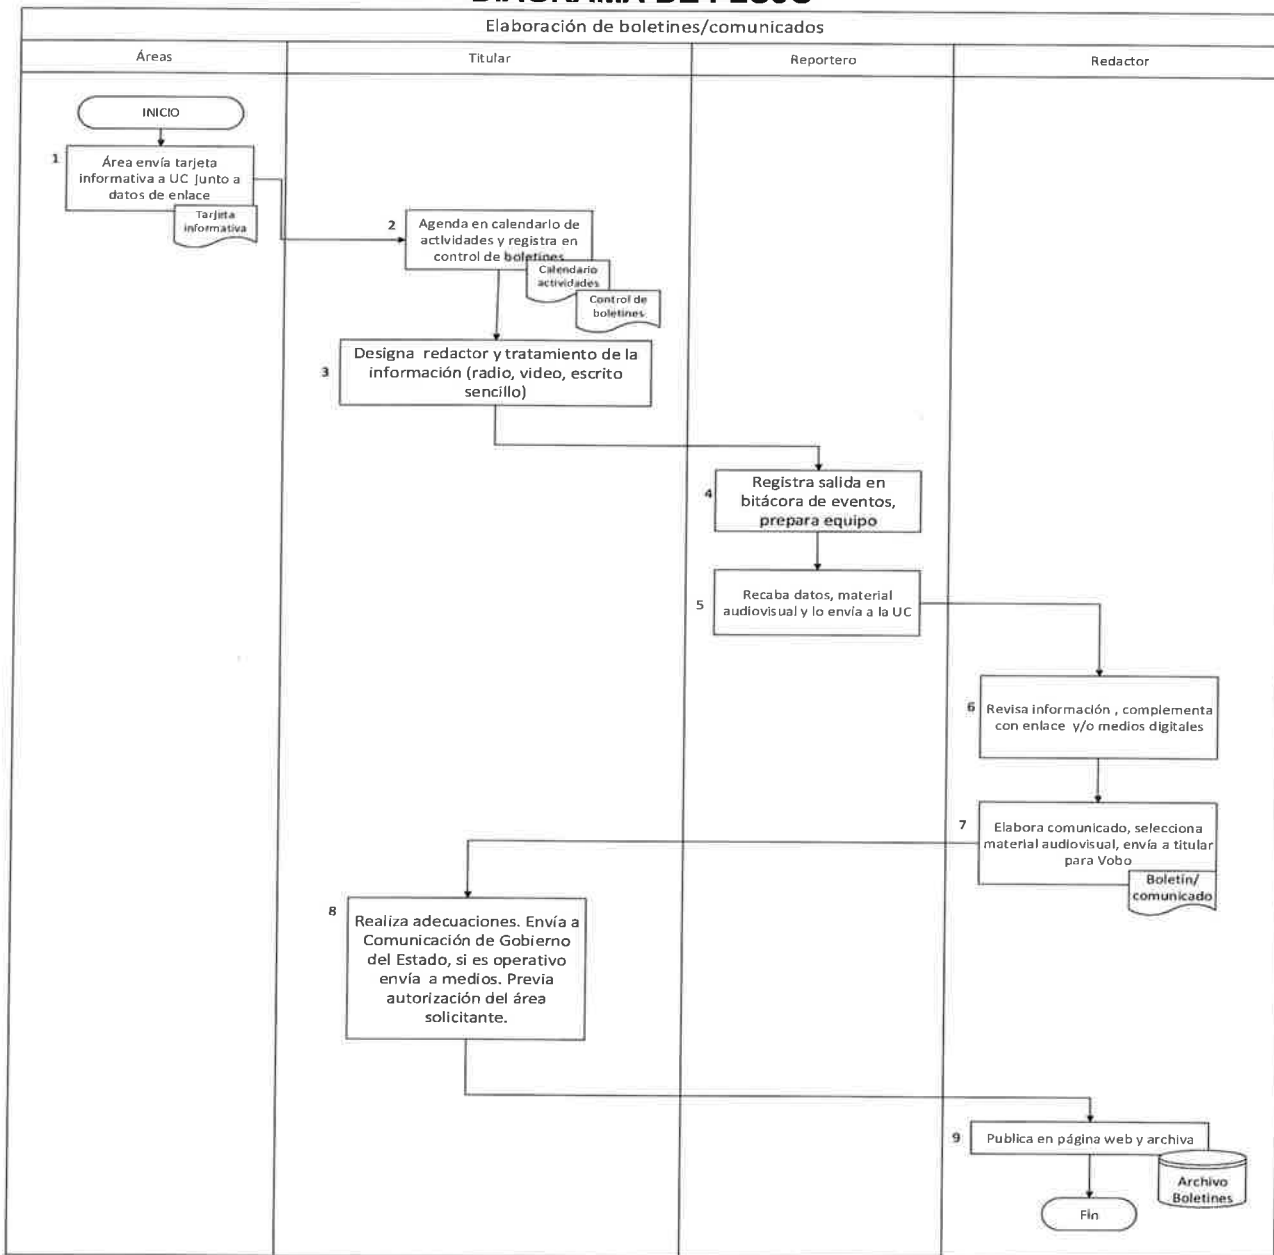 DIAGRAMA DE FLUJO
Elaboración de boletines/comunicados
Áreas
Titular
Reportero
Redactor
INICIO
1
Área envía tarjeta
informativa a UC junto a
datos de enlace
Tarjeta
informativa
2
Agenda en calendario de
actividades y registra en
control de boletines
Calendario
actividades
Control de
boletines
3
Designa redactor y tratamiento de la
información (radio, video, escrito
sencillo)
4
Registra salida en
bitácora de eventos,
prepara equipo
5
Recaba datos, material
audiovisual y lo envía a la UC
6
Revisa información , complementa
con enlace y/o medios digitales
7
Elabora comunicado, selecciona
material audiovisual, envía a titular
para Vobo
Boletín/
comunicado
8
Realiza adecuaciones. Envía a
Comunicación de Gobierno
del Estado, si es operativo
envía a medios. Previa
autorización del área
solicitante.
9
Publica en página web y archiva
Archivo
Boletines
Fin